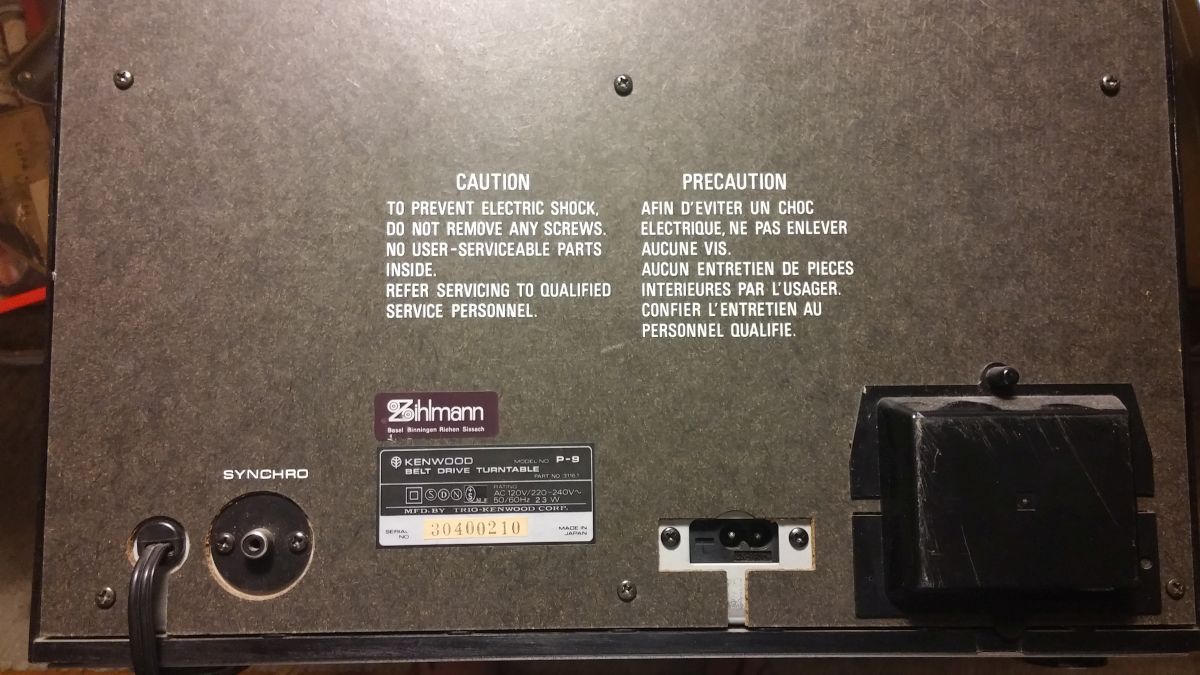 CAUTION
TO PREVENT ELECTRIC SHOCK,
DO NOT REMOVE ANY SCREWS.
NO USER-SERVICEABLE PARTS
INSIDE.
REFER SERVICING TO QUALIFIED
SERVICE PERSONNEL.
PRECAUTION
AFIN D'EVITER UN CHOC
ELECTRIQUE, NE PAS ENLEVER
AUCUNE VIS.
AUCUN ENTRETIEN DE PIECES
INTERIEURES PAR L'USAGER.
CONFIER L'ENTRETIEN AU
PERSONNEL QUALIFIE.
Zihlmann
Basel Binningen Riehen Sissach
SYNCHRO
KENWOOD MODEL NO P-9
BELT DRIVE TURNTABLE
PART NO
S D N
RATING
AC 120V/220-240V~
50/60Hz 23 W
MFD. BY TRIO-KENWOOD CORP.
SERIAL NO 30400210 MADE IN JAPAN